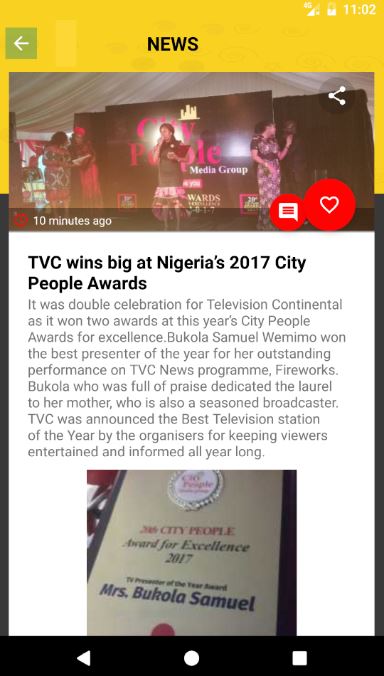 4G 11:02
NEWS
City
People
Media Group
AWARDS
2-0-1-7
10 minutes ago
TVC wins big at Nigeria’s 2017 City
People Awards
It was double celebration for Television Continental
as it won two awards at this year’s City People
Awards for excellence.Bukola Samuel Wemimo won
the best presenter of the year for her outstanding
performance on TVC News programme, Fireworks.
Bukola who was full of praise dedicated the laurel
to her mother, who is also a seasoned broadcaster.
TVC was announced the Best Television station
of the Year by the organisers for keeping viewers
entertained and informed all year long.
City
People
20th CITY PEOPLE
Award for Excellence
2017
TV Presenter of the Year Award
Mrs. Bukola Samuel